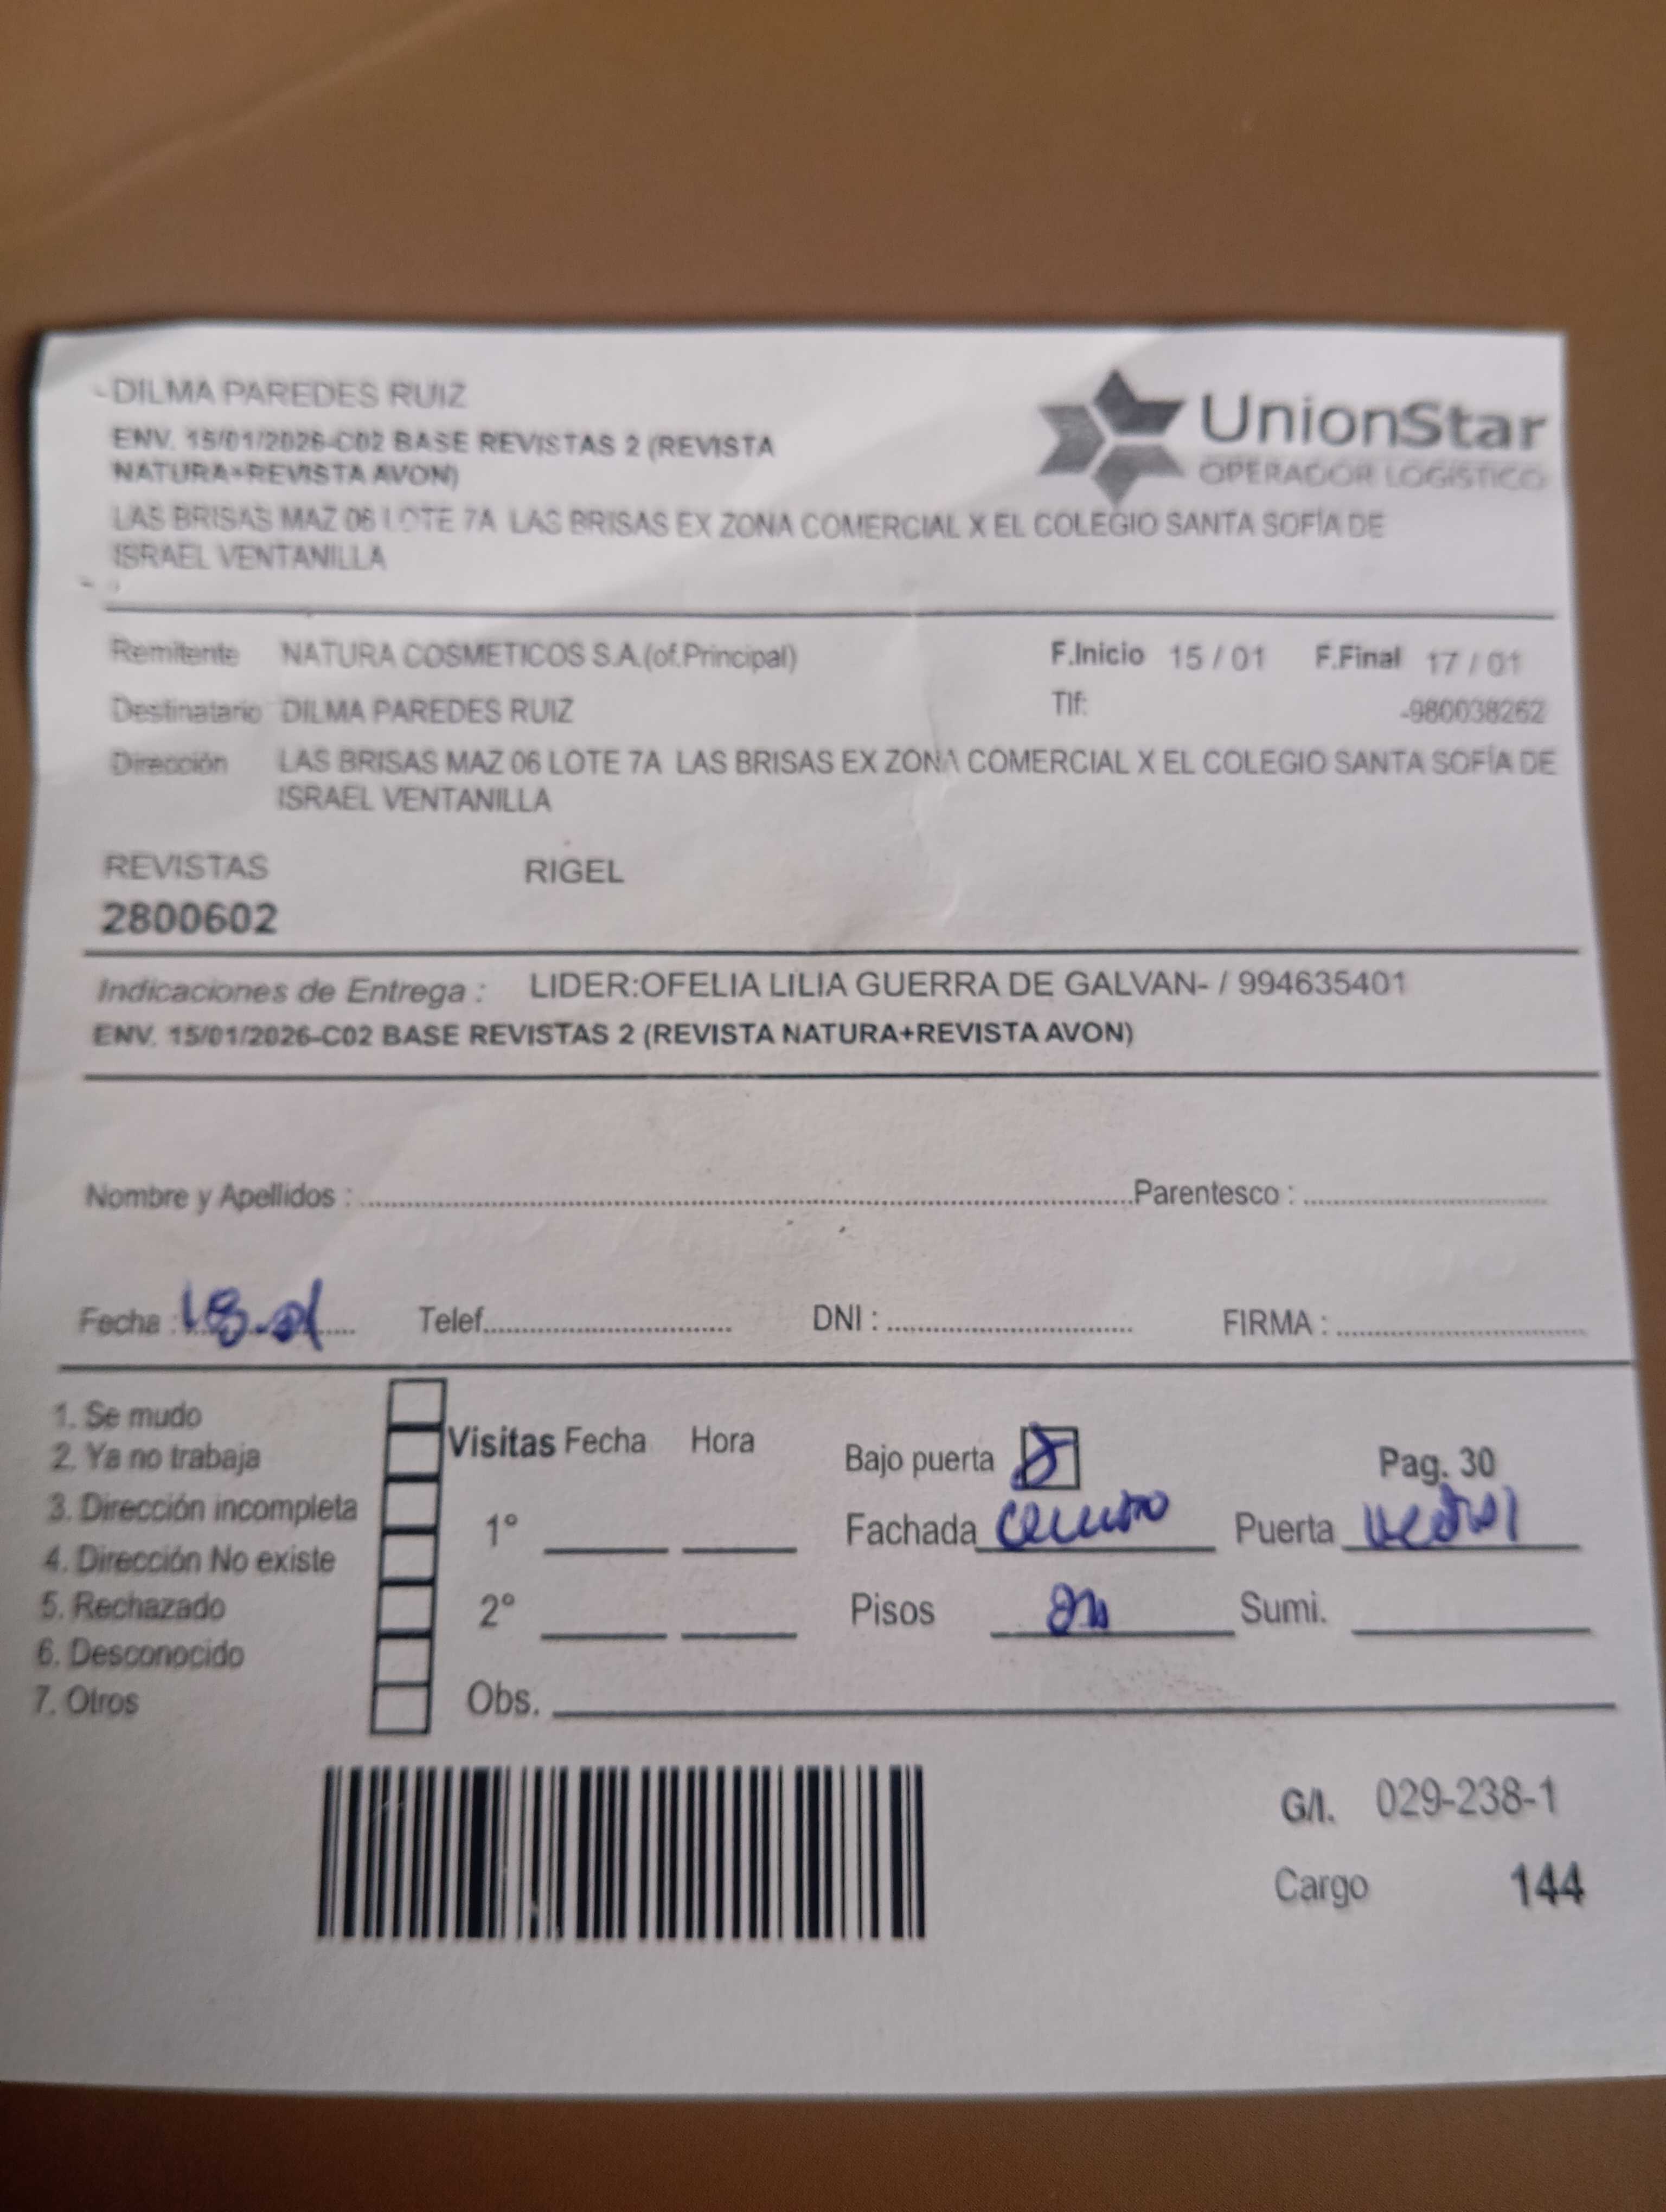 DILMA PAREDES RUIZ
UnionStar
OPERADOR LOGÍSTICO
ENV. 15/01/2026-C02 BASE REVISTAS 2 (REVISTA
NATURA+REVISTA AVON)
LAS BRISAS MAZ 06 LOTE 7A LAS BRISAS EX ZONA COMERCIAL X EL COLEGIO SANTA SOFÍA DE
ISRAEL VENTANILLA
Remitente NATURA COSMETICOS S.A.(of.Principal) F.Inicio 15 / 01 F.Final 17 / 01
Destinatario DILMA PAREDES RUIZ Tlf: -980038262
Dirección LAS BRISAS MAZ 06 LOTE 7A LAS BRISAS EX ZONA COMERCIAL X EL COLEGIO SANTA SOFÍA DE
ISRAEL VENTANILLA
REVISTAS RIGEL
2800602
Indicaciones de Entrega : LIDER:OFELIA LILIA GUERRA DE GALVAN- / 994635401
ENV. 15/01/2026-C02 BASE REVISTAS 2 (REVISTA NATURA+REVISTA AVON)
Nombre y Apellidos : Parentesco :
Fecha : Telef. DNI : FIRMA :
1. Se mudo
2. Ya no trabaja
3. Dirección incompleta
4. Dirección No existe
5. Rechazado
6. Desconocido
7. Otros
Visitas Fecha Hora
1°
2°
Obs.
Bajo puerta Pag. 30
Fachada Puerta
Pisos Sumi.
G/I. 029-238-1
Cargo 144